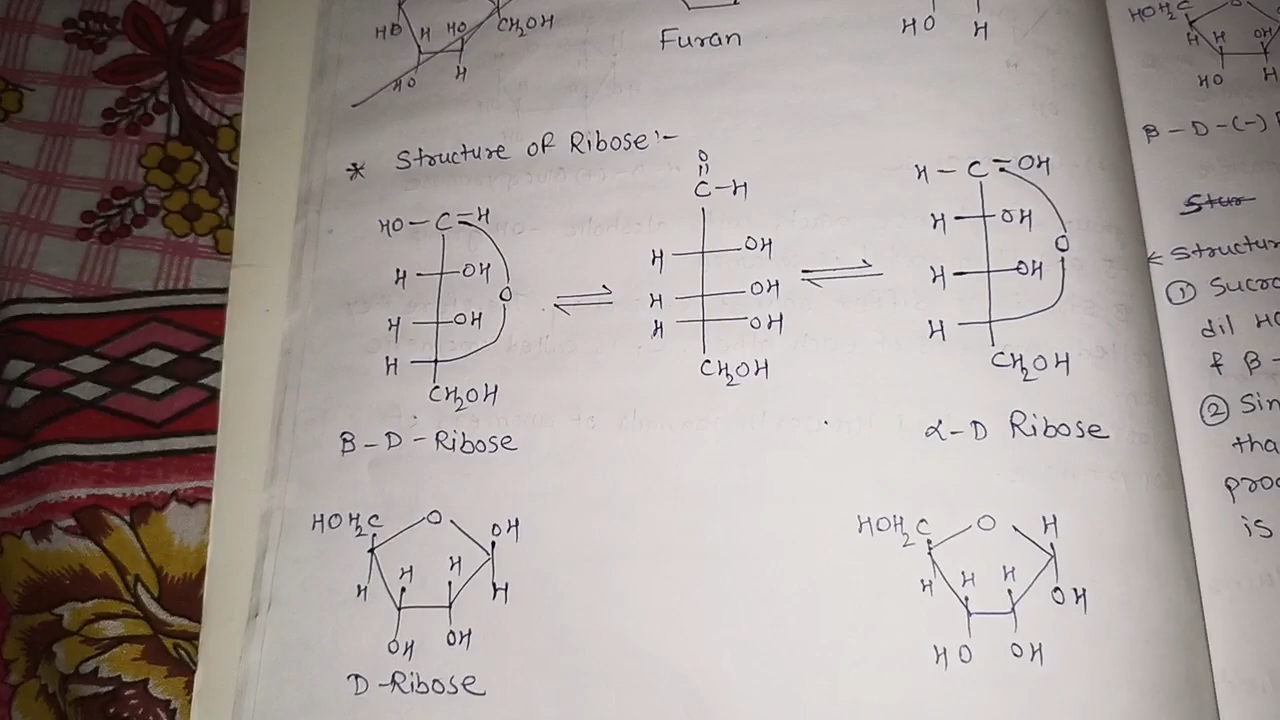 HO H HO CH2OH
HO H
Furan
HO H
HOH2C O
H H OH
HO H
B-D-(-)
* Structure of Ribose:-
HO-C=H
H OH
O
H OH
H
CH2OH
B-D-Ribose
O
C-H
H OH
H OH
H OH
CH2OH
H-C=OH
H OH
O
H OH
H
CH2OH
α-D Ribose
HOH2C O OH
H H H H
OH OH
D-Ribose
HOH2C O H
H H H OH
HO OH
① Sucro
dil
f B-
② Sin
tha
proc
is